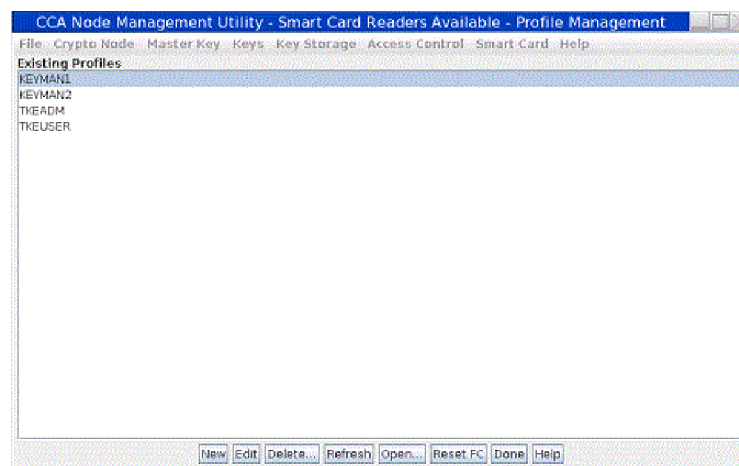 CCA Node Management Utility - Smart Card Readers Available - Profile Management
File Crypto Node Master Key Keys Key Storage Access Control Smart Card Help
Existing Profiles
KEYMAN1
KEYMAN2
TKEADM
TKEUSER
New Edit Delete... Refresh Open... Reset FC Done Help